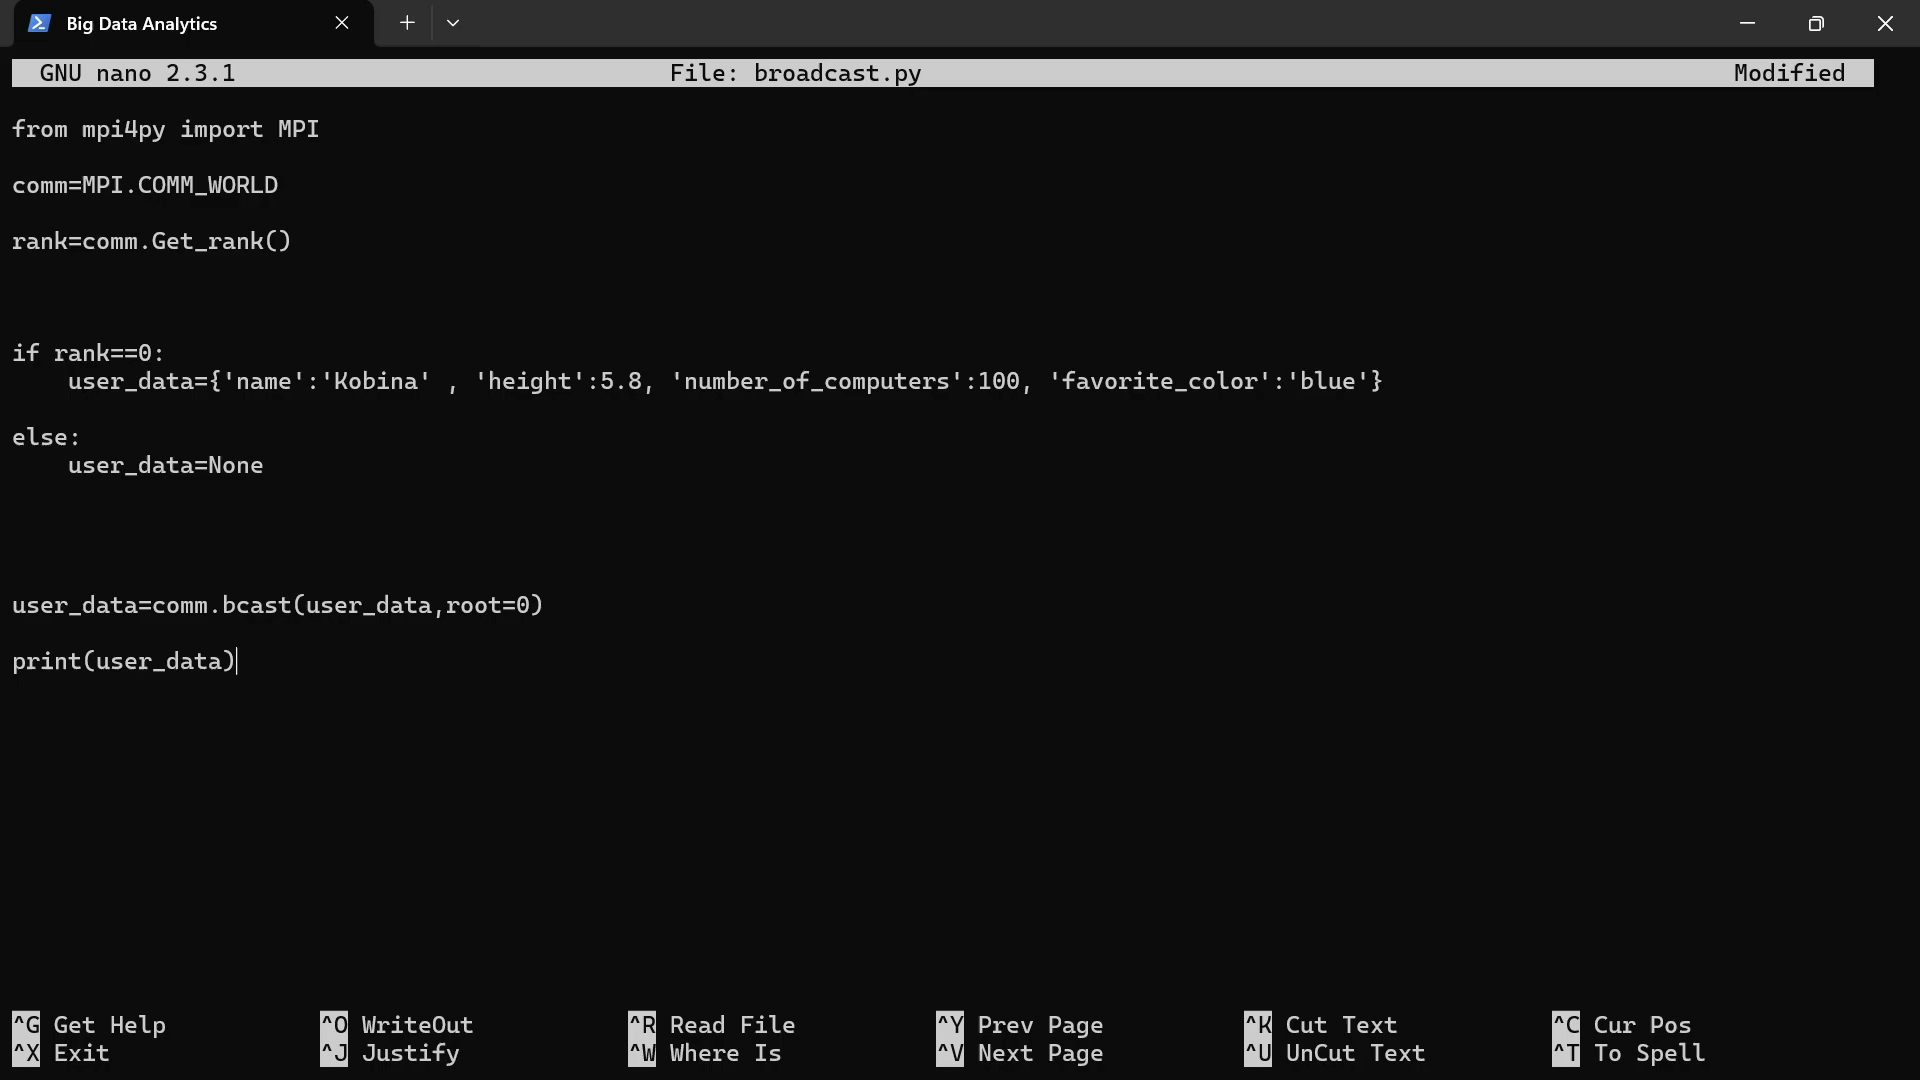 Big Data Analytics
GNU nano 2.3.1 File: broadcast.py Modified
from mpi4py import MPI
comm=MPI.COMM_WORLD
rank=comm.Get_rank()
if rank==0:
    user_data={'name':'Kobina' , 'height':5.8, 'number_of_computers':100, 'favorite_color':'blue'}
else:
    user_data=None
user_data=comm.bcast(user_data,root=0)
print(user_data)
^G Get Help ^O WriteOut ^R Read File ^Y Prev Page ^K Cut Text ^C Cur Pos
^X Exit ^J Justify ^W Where Is ^V Next Page ^U UnCut Text ^T To Spell